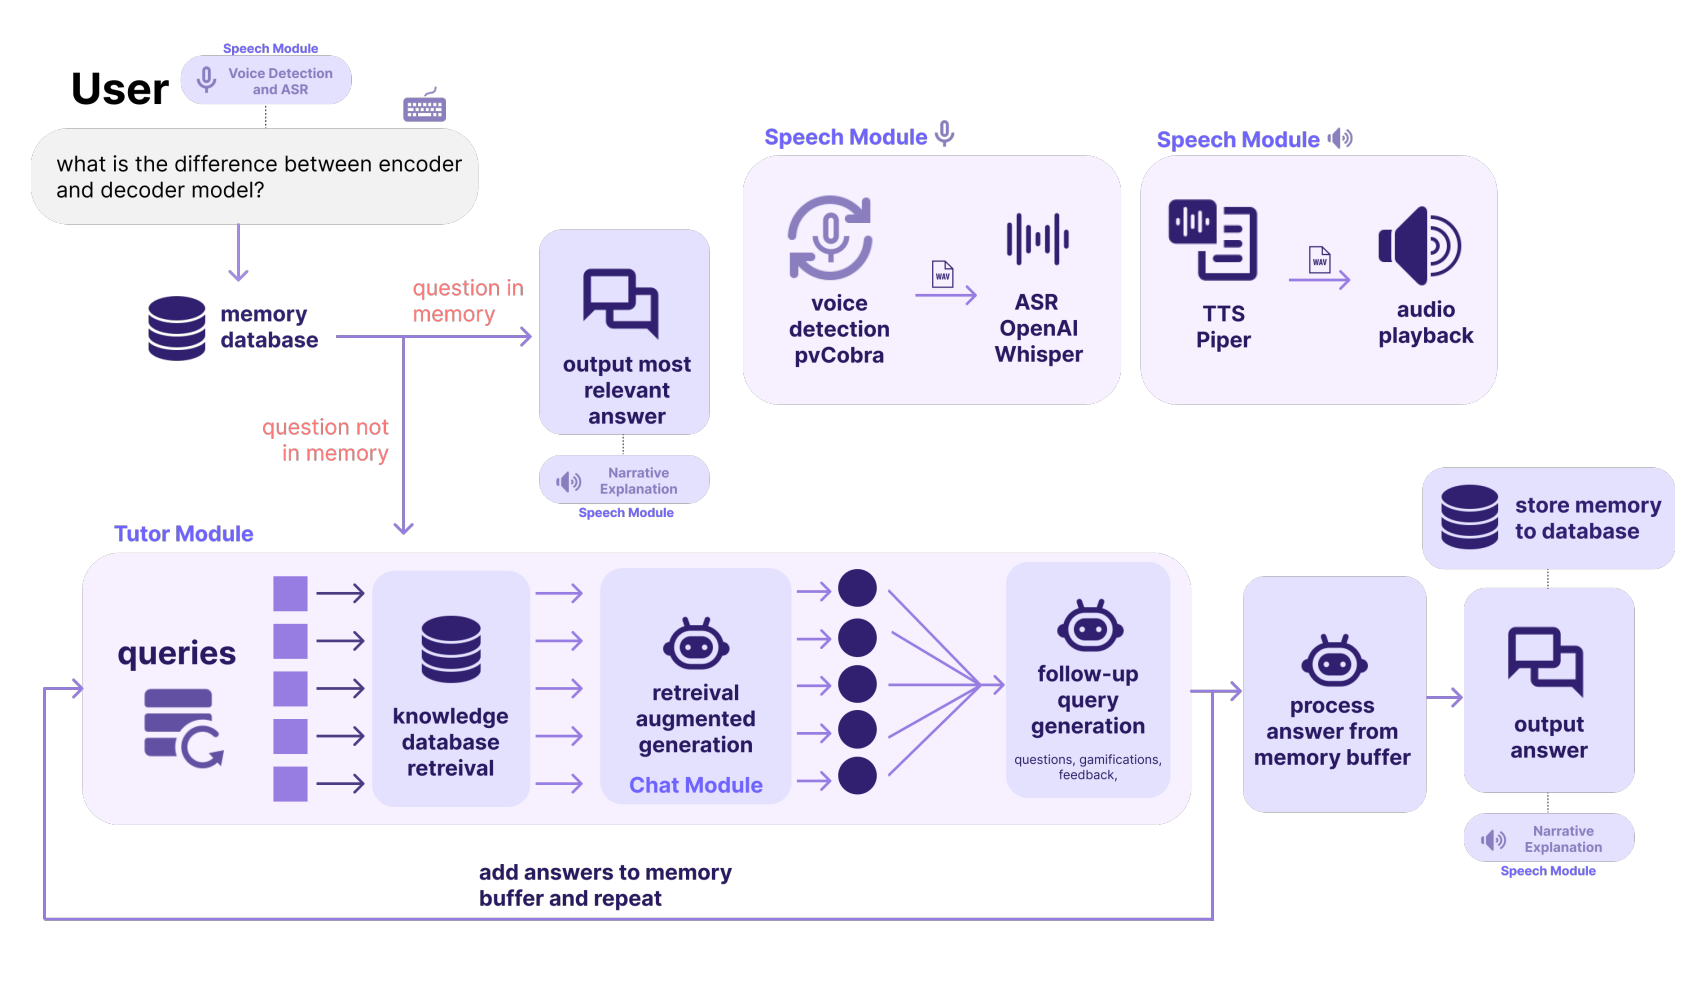 Speech Module
User
Voice Detection
and ASR
what is the difference between encoder
and decoder model?
memory
database
question in
memory
question not
in memory
output most
relevant
answer
Narrative
Explanation
Speech Module
Speech Module
voice
detection
pvCobra
WAV
ASR
OpenAI
Whisper
Speech Module
TTS
Piper
WAV
audio
playback
Tutor Module
queries
knowledge
database
retreival
retreival
augmented
generation
Chat Module
follow-up
query
generation
questions, gamifications,
feedback,
add answers to memory
buffer and repeat
process
answer from
memory buffer
store memory
to database
output
answer
Narrative
Explanation
Speech Module